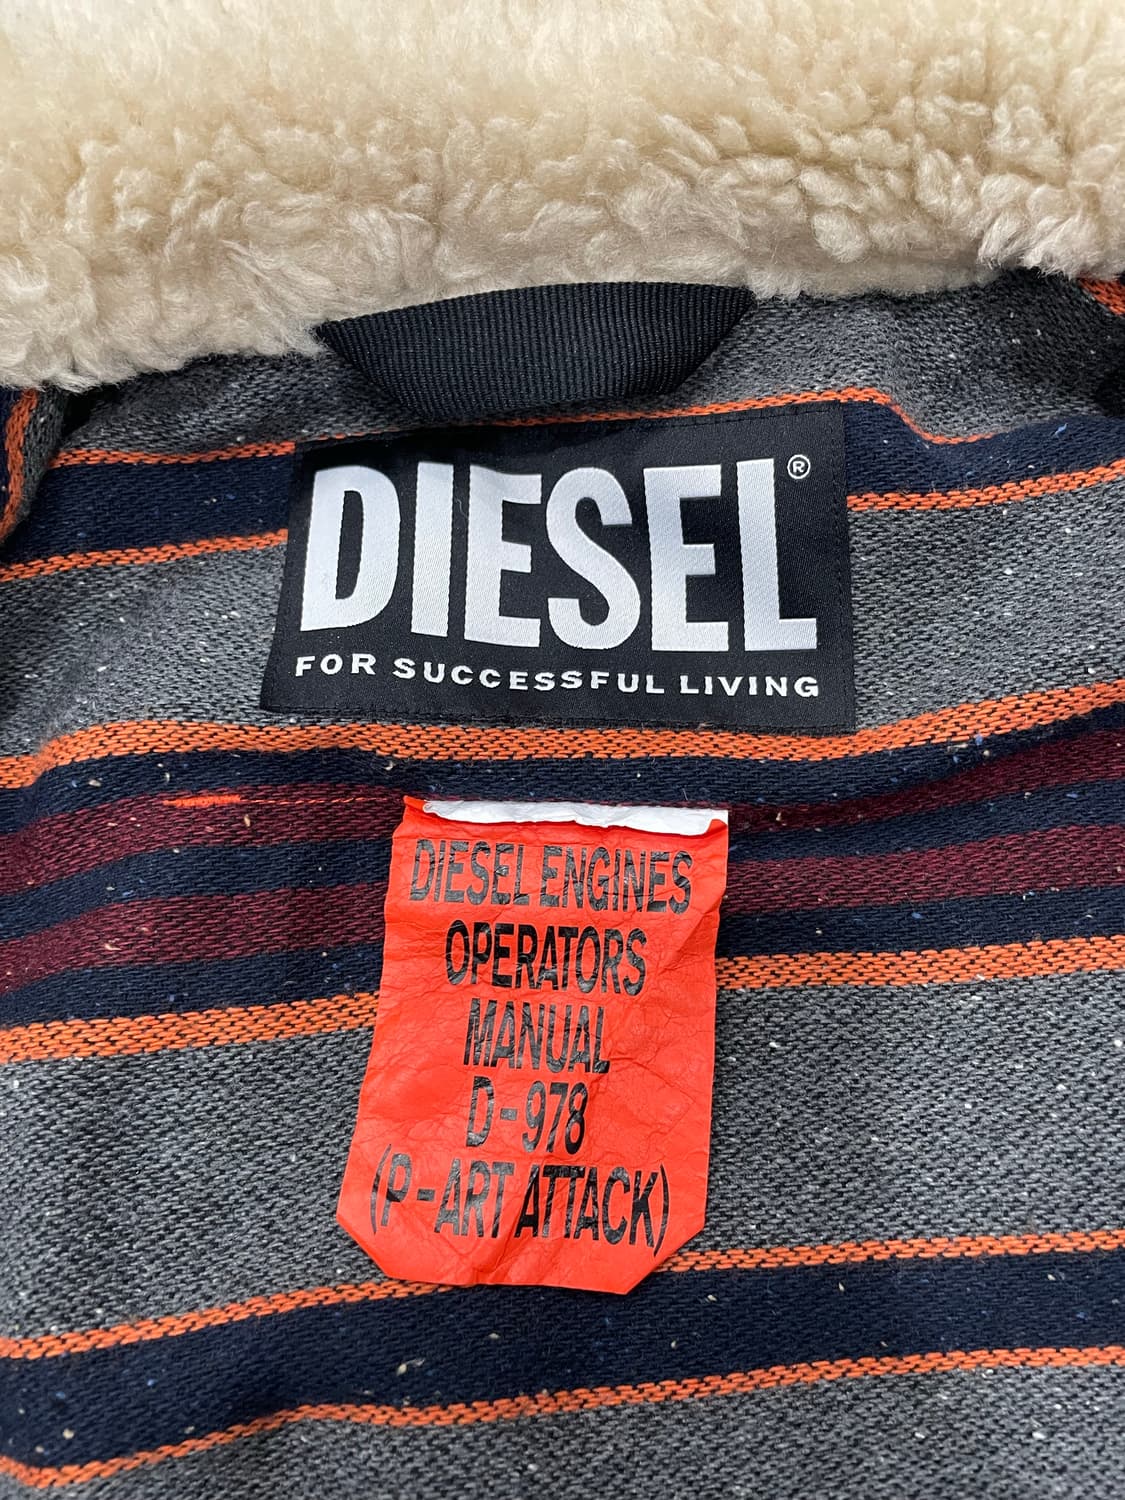 DIESEL®
FOR SUCCESSFUL LIVING
DIESEL ENGINES
OPERATORS
MANUAL
D-978
(P-ART ATTACK)